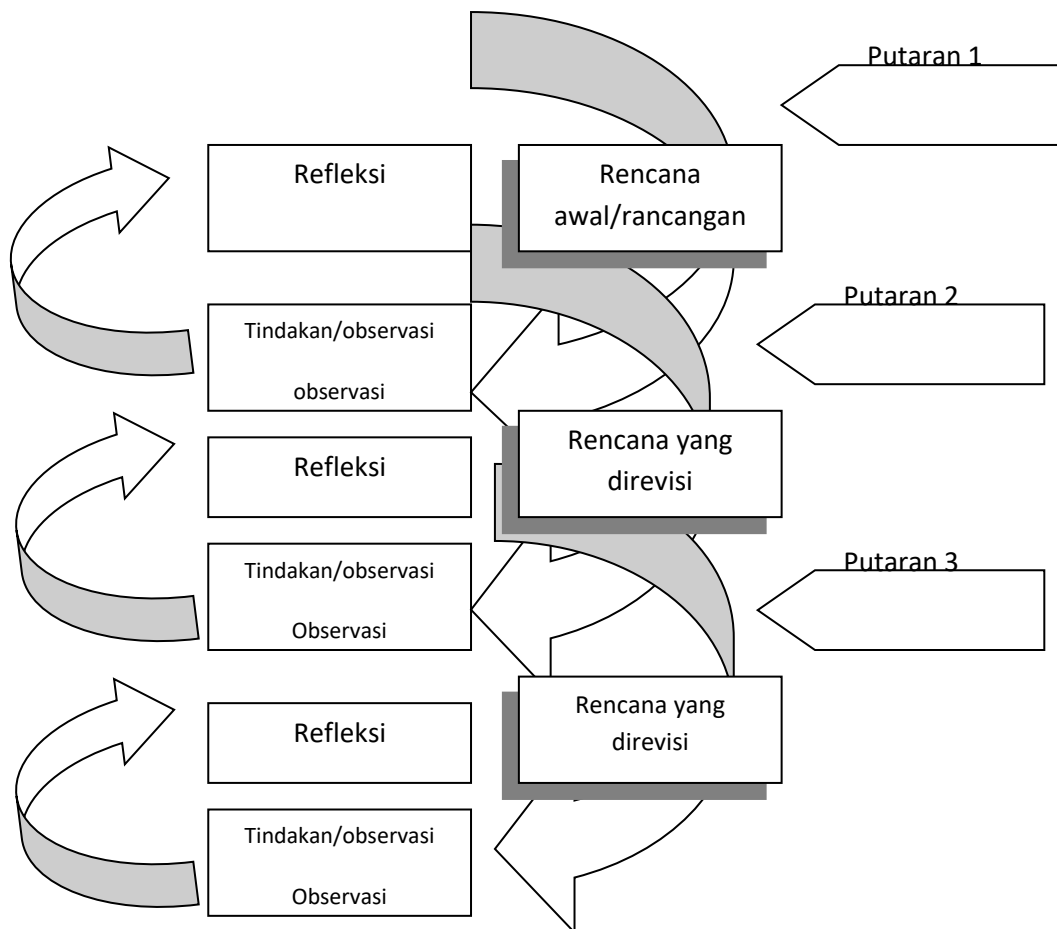 Putaran 1
Refleksi
Rencana
awal/rancangan
Putaran 2
Tindakan/observasi
observasi
Rencana yang
direvisi
Refleksi
Putaran 3
Tindakan/observasi
Observasi
Rencana yang
direvisi
Refleksi
Tindakan/observasi
Observasi